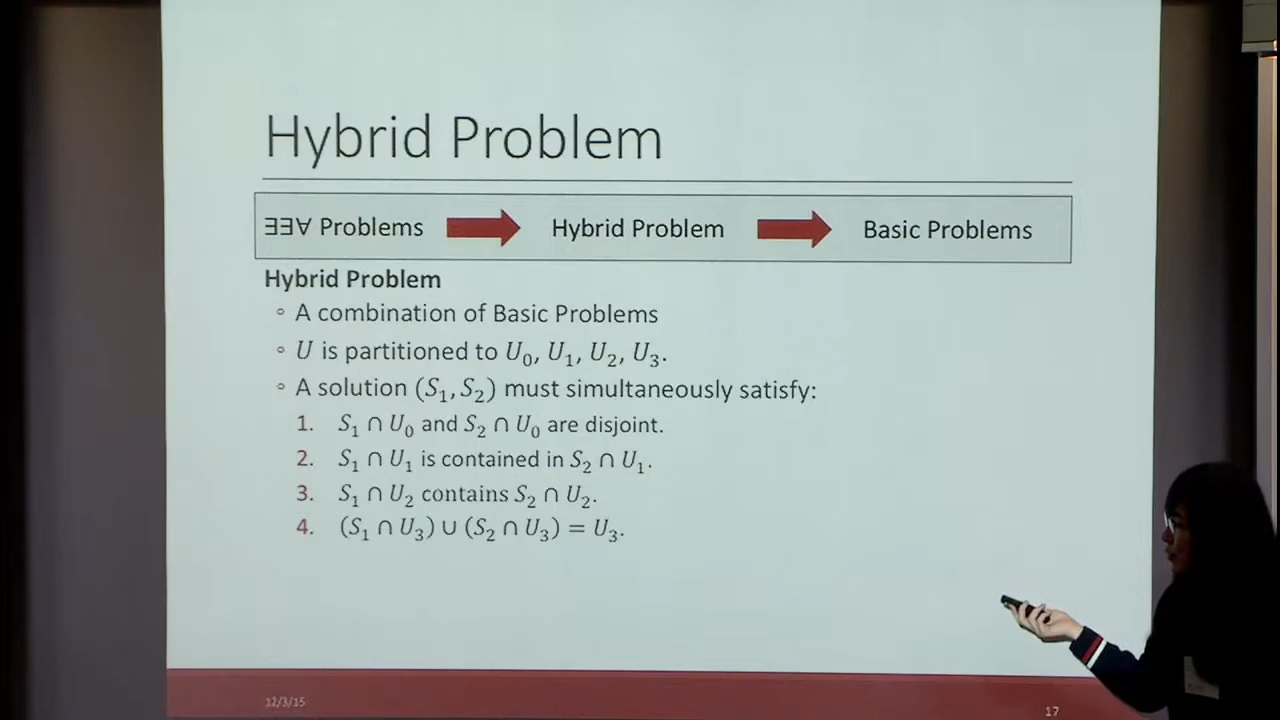 Hybrid Problem
∃∃∀ Problems Hybrid Problem Basic Problems
Hybrid Problem
◦ A combination of Basic Problems
◦ U is partitioned to U₀, U₁, U₂, U₃.
◦ A solution (S₁, S₂) must simultaneously satisfy:
1. S₁ ∩ U₀ and S₂ ∩ U₀ are disjoint.
2. S₁ ∩ U₁ is contained in S₂ ∩ U₁.
3. S₁ ∩ U₂ contains S₂ ∩ U₂.
4. (S₁ ∩ U₃) ∪ (S₂ ∩ U₃) = U₃.
12/3/15 17